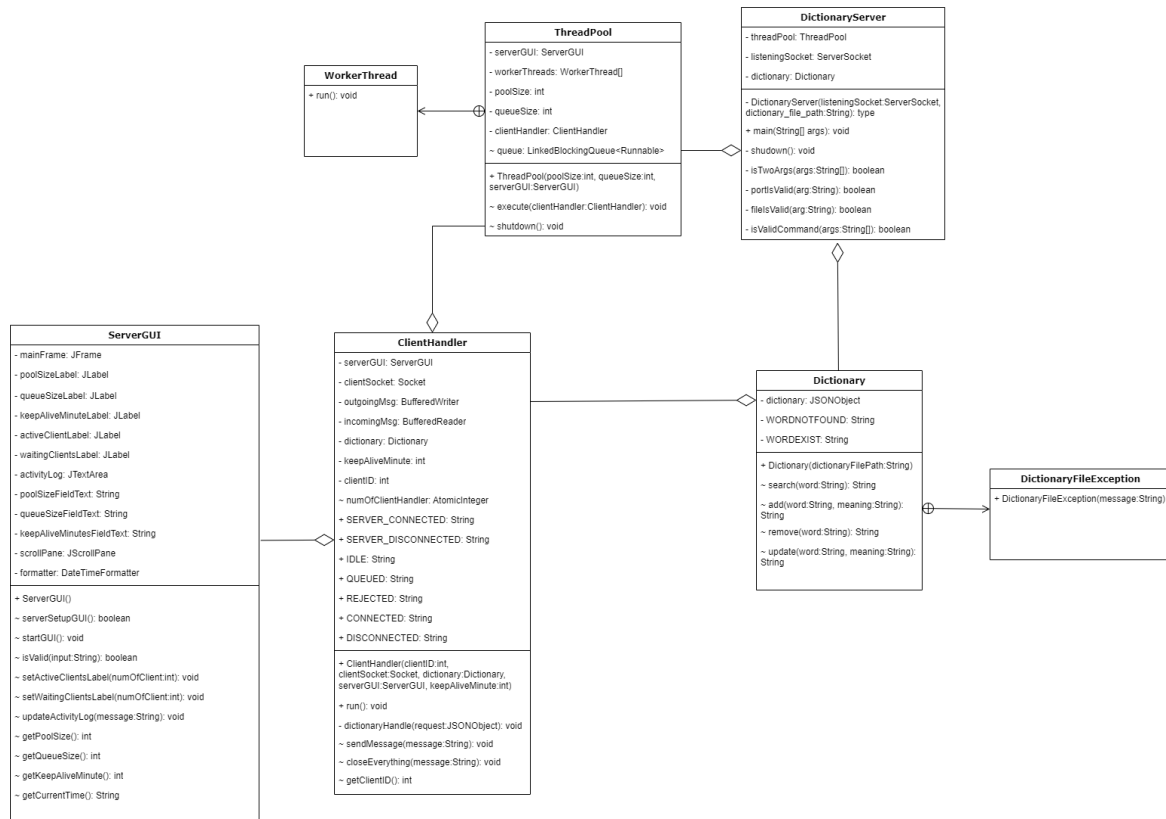 DictionaryServer
- threadPool: ThreadPool
- listeningSocket: ServerSocket
- dictionary: Dictionary
- DictionaryServer(listeningSocket:ServerSocket,
dictionary_file_path:String): type
+ main(String[] args): void
- shudown(): void
- isTwoArgs(args:String[]): boolean
- portIsValid(arg:String): boolean
- fileIsValid(arg:String): boolean
- isValidCommand(args:String[]): boolean
ThreadPool
- serverGUI: ServerGUI
- workerThreads: WorkerThread[]
- poolSize: int
- queueSize: int
- clientHandler: ClientHandler
~ queue: LinkedBlockingQueue<Runnable>
+ ThreadPool(poolSize:int, queueSize:int,
serverGUI:ServerGUI)
~ execute(clientHandler:ClientHandler): void
~ shutdown(): void
WorkerThread
+ run(): void
ServerGUI
- mainFrame: JFrame
- poolSizeLabel: JLabel
- queueSizeLabel: JLabel
- keepAliveMinuteLabel: JLabel
- activeClientLabel: JLabel
- waitingClientsLabel: JLabel
- activityLog: JTextArea
- poolSizeFieldText: String
- queueSizeFieldText: String
- keepAliveMinutesFieldText: String
- scrollPane: JScrollPane
- formatter: DateTimeFormatter
+ ServerGUI()
~ serverSetupGUI(): boolean
~ startGUI(): void
~ isValid(input:String): boolean
~ setActiveClientsLabel(numOfClient:int): void
~ setWaitingClientsLabel(numOfClient:int): void
~ updateActivityLog(message:String): void
~ getPoolSize(): int
~ getQueueSize(): int
~ getKeepAliveMinute(): int
~ getCurrentTime(): String
ClientHandler
- serverGUI: ServerGUI
- clientSocket: Socket
- outgoingMsg: BufferedWriter
- incomingMsg: BufferedReader
- dictionary: Dictionary
- keepAliveMinute: int
- clientID: int
~ numOfClientHandler: AtomicInteger
+ SERVER_CONNECTED: String
+ SERVER_DISCONNECTED: String
+ IDLE: String
+ QUEUED: String
+ REJECTED: String
+ CONNECTED: String
+ DISCONNECTED: String
+ ClientHandler(clientID:int,
clientSocket:Socket, dictionary:Dictionary,
serverGUI:ServerGUI, keepAliveMinute:int)
+ run(): void
- dictionaryHandle(request:JSONObject): void
~ sendMessage(message:String): void
~ closeEverything(message:String): void
~ getClientID(): int
Dictionary
- dictionary: JSONObject
- WORDNOTFOUND: String
- WORDEXIST: String
+ Dictionary(dictionaryFilePath:String)
~ search(word:String): String
~ add(word:String, meaning:String):
String
~ remove(word:String): String
~ update(word:String, meaning:String):
String
DictionaryFileException
+ DictionaryFileException(message:String)